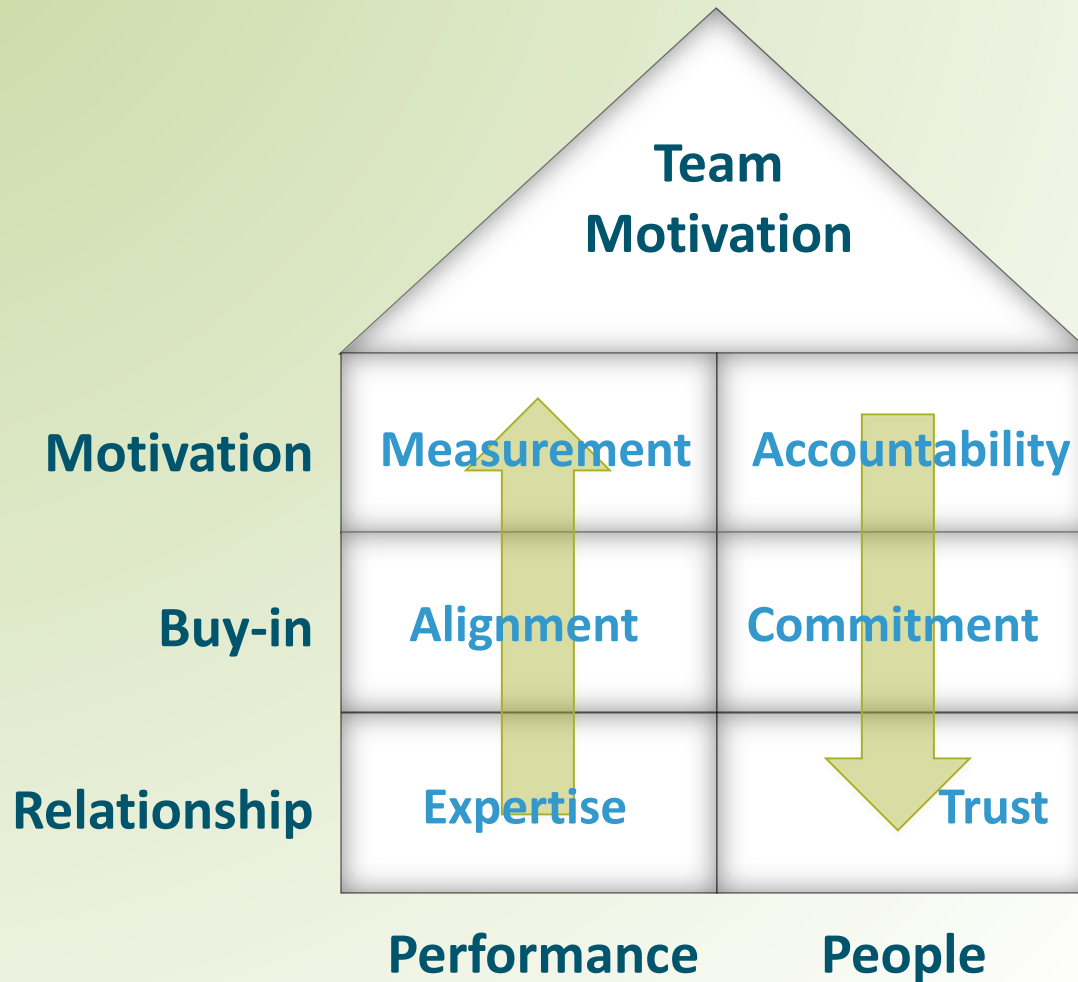 Team
Motivation
Motivation Measurement Accountability
Buy-in Alignment Commitment
Relationship Expertise Trust
Performance People